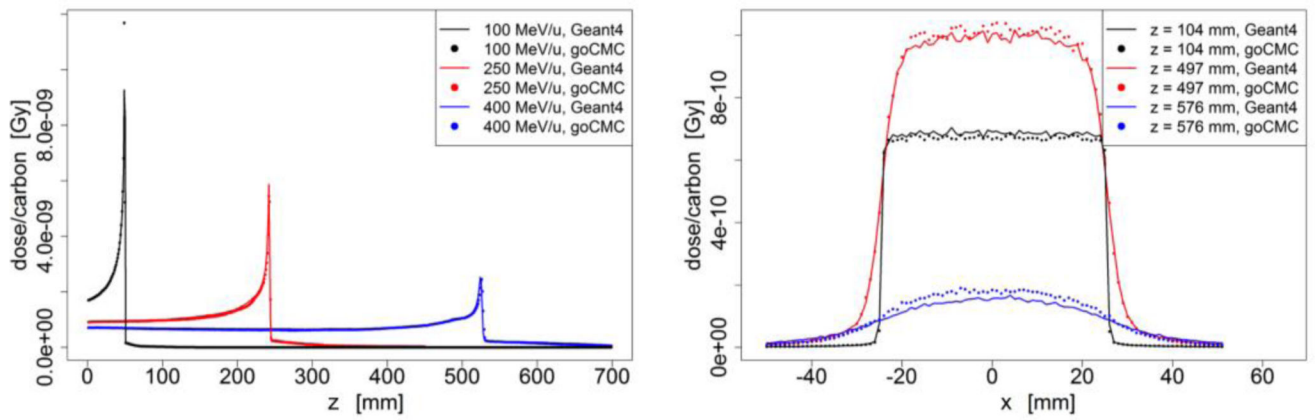 dose/carbon [Gy]
0.0e+00 4.0e-09 8.0e-09
0 100 200 300 400 500 600 700
z [mm]
100 MeV/u, Geant4
100 MeV/u, goCMC
250 MeV/u, Geant4
250 MeV/u, goCMC
400 MeV/u, Geant4
400 MeV/u, goCMC
dose/carbon [Gy]
0e+00 4e-10 8e-10
-40 -20 0 20 40 60
x [mm]
z = 104 mm, Geant4
z = 104 mm, goCMC
z = 497 mm, Geant4
z = 497 mm, goCMC
z = 576 mm, Geant4
z = 576 mm, goCMC